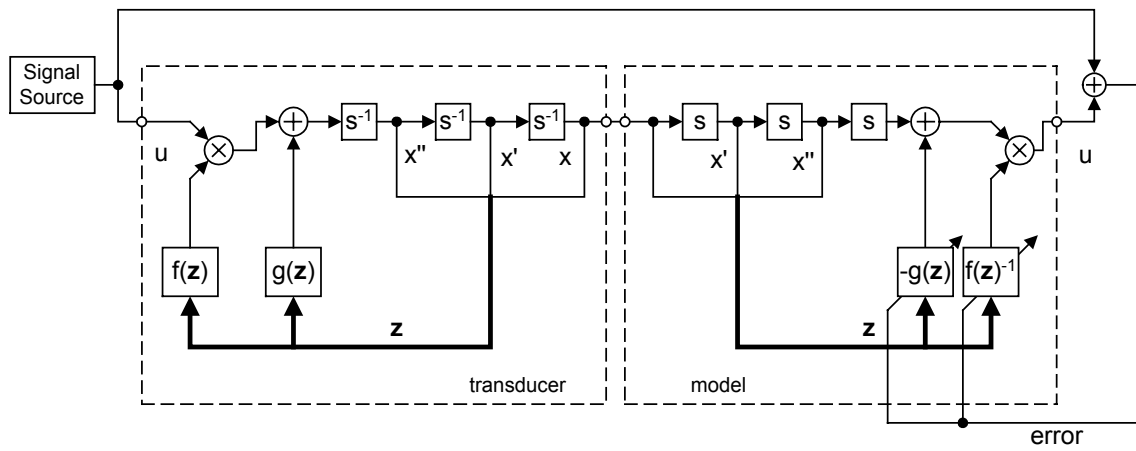 Signal
Source
u
f(z)
g(z)
s⁻¹
x''
s⁻¹
x'
s⁻¹
x
z
transducer
s
x'
s
x''
s
-g(z)
f(z)⁻¹
u
z
model
error